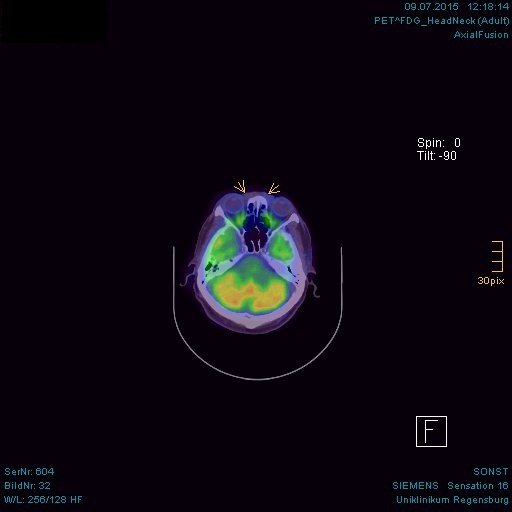 09.07.2015 12:18:14
PET^FDG_HeadNeck (Adult)
AxialFusion
Spin: 0
Tilt: -90
30pix
F
SerNr: 604
BildNr: 32
W/L: 256/128 HF
SONST
SIEMENS Sensation 16
Uniklinikum Regensburg